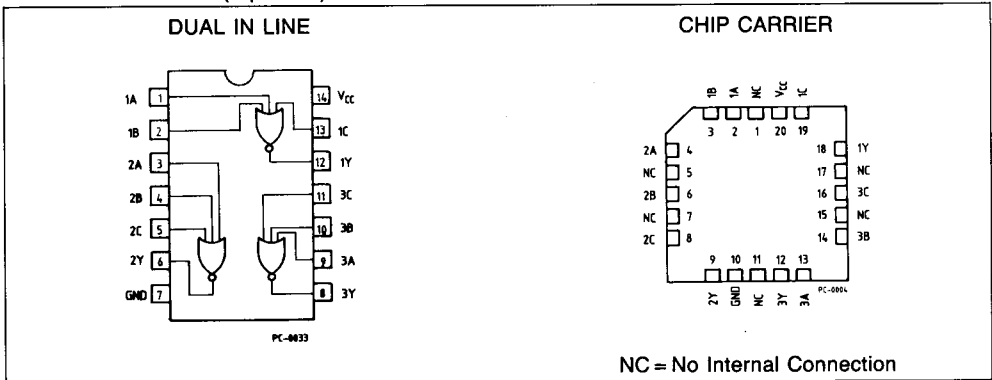 DUAL IN LINE
1A 1
1B 2
2A 3
2B 4
2C 5
2Y 6
GND 7
14 VCC
13 1C
12 1Y
11 3C
10 3B
9 3A
8 3Y
PC-0033
CHIP CARRIER
1B 1A NC VCC 1C
3 2 1 20 19
2A 4
NC 5
2B 6
NC 7
2C 8
18 1Y
17 NC
16 3C
15 NC
14 3B
9 10 11 12 13
2Y GND NC 3Y 3A
PC-0004
NC = No Internal Connection